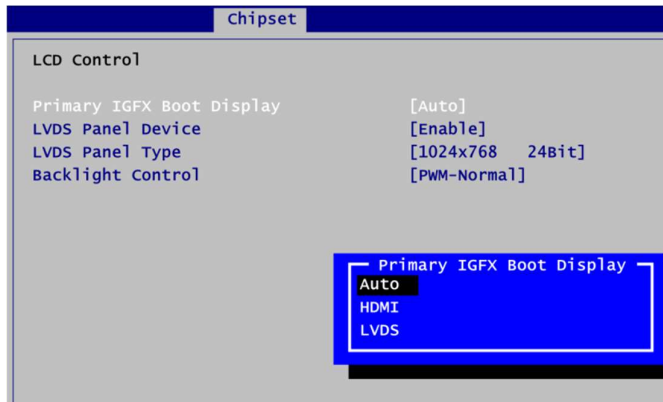 Chipset
LCD Control
Primary IGFX Boot Display [Auto]
LVDS Panel Device [Enable]
LVDS Panel Type [1024x768 24Bit]
Backlight Control [PWM-Normal]
Primary IGFX Boot Display
Auto
HDMI
LVDS